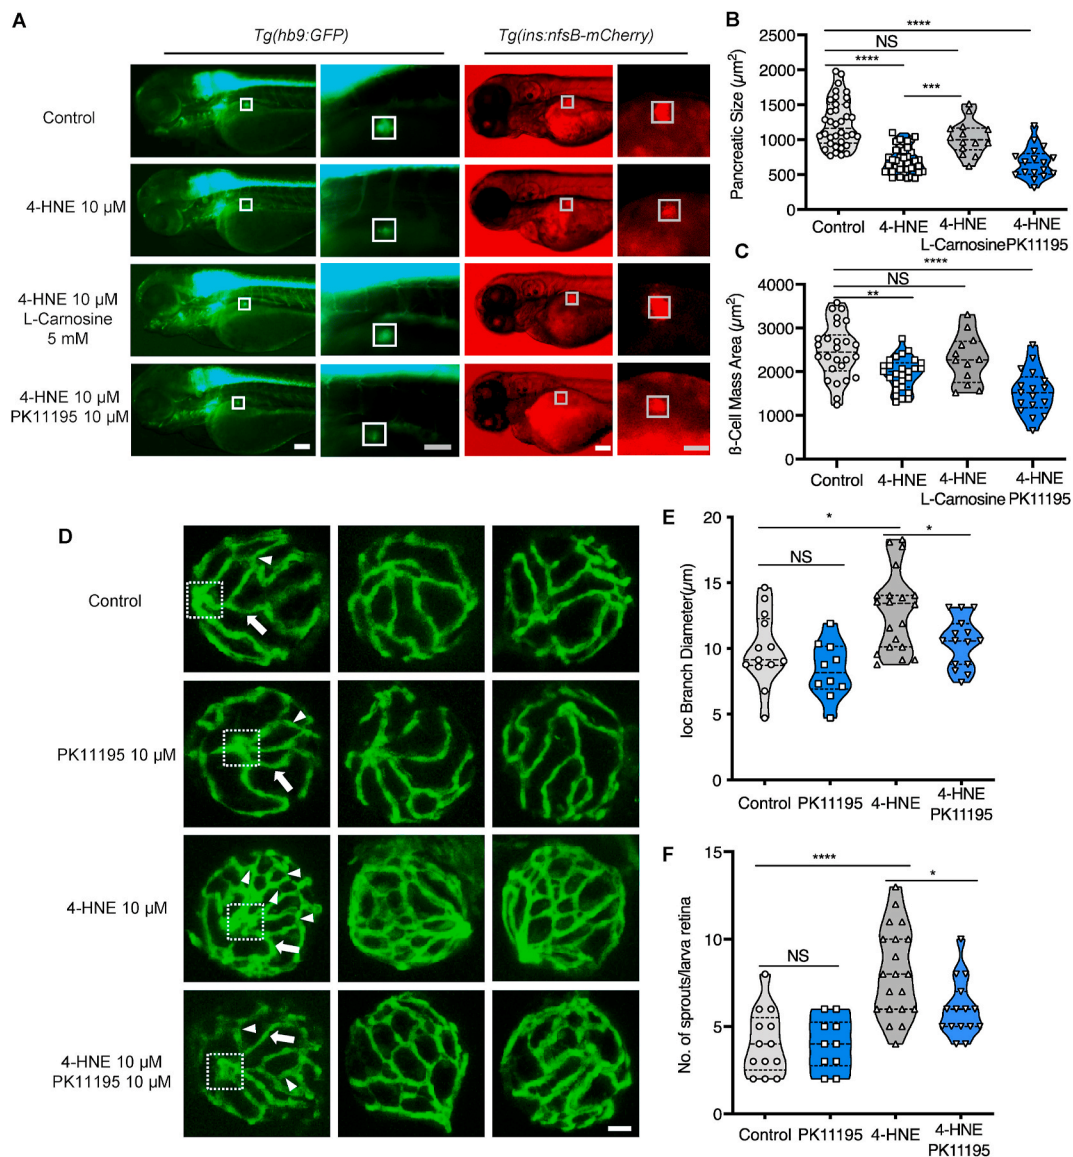 A
Tg(hb9:GFP)
Tg(ins:nfsB-mCherry)
Control
4-HNE 10 µM
4-HNE 10 µM
L-Carnosine
5 mM
4-HNE 10 µM
PK11195 10 µM
B
Pancreatic Size (µm²)
2500
2000
1500
1000
500
0
****
NS
****
***
Control
4-HNE
4-HNE
L-Carnosine
4-HNE
PK11195
C
ß-Cell Mass Area (µm²)
4000
3000
2000
1000
0
****
NS
**
Control
4-HNE
4-HNE
L-Carnosine
4-HNE
PK11195
D
Control
PK11195 10 µM
4-HNE 10 µM
4-HNE 10 µM
PK11195 10 µM
E
Ioc Branch Diameter(µm)
20
15
10
5
0
*
*
NS
Control
PK11195
4-HNE
4-HNE
PK11195
F
No. of sprouts/larva retina
15
10
5
0
****
*
NS
Control
PK11195
4-HNE
4-HNE
PK11195